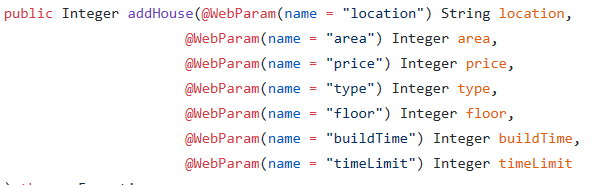 public Integer addHouse(@WebParam(name = "location") String location,
@WebParam(name = "area") Integer area,
@WebParam(name = "price") Integer price,
@WebParam(name = "type") Integer type,
@WebParam(name = "floor") Integer floor,
@WebParam(name = "buildTime") Integer buildTime,
@WebParam(name = "timeLimit") Integer timeLimit